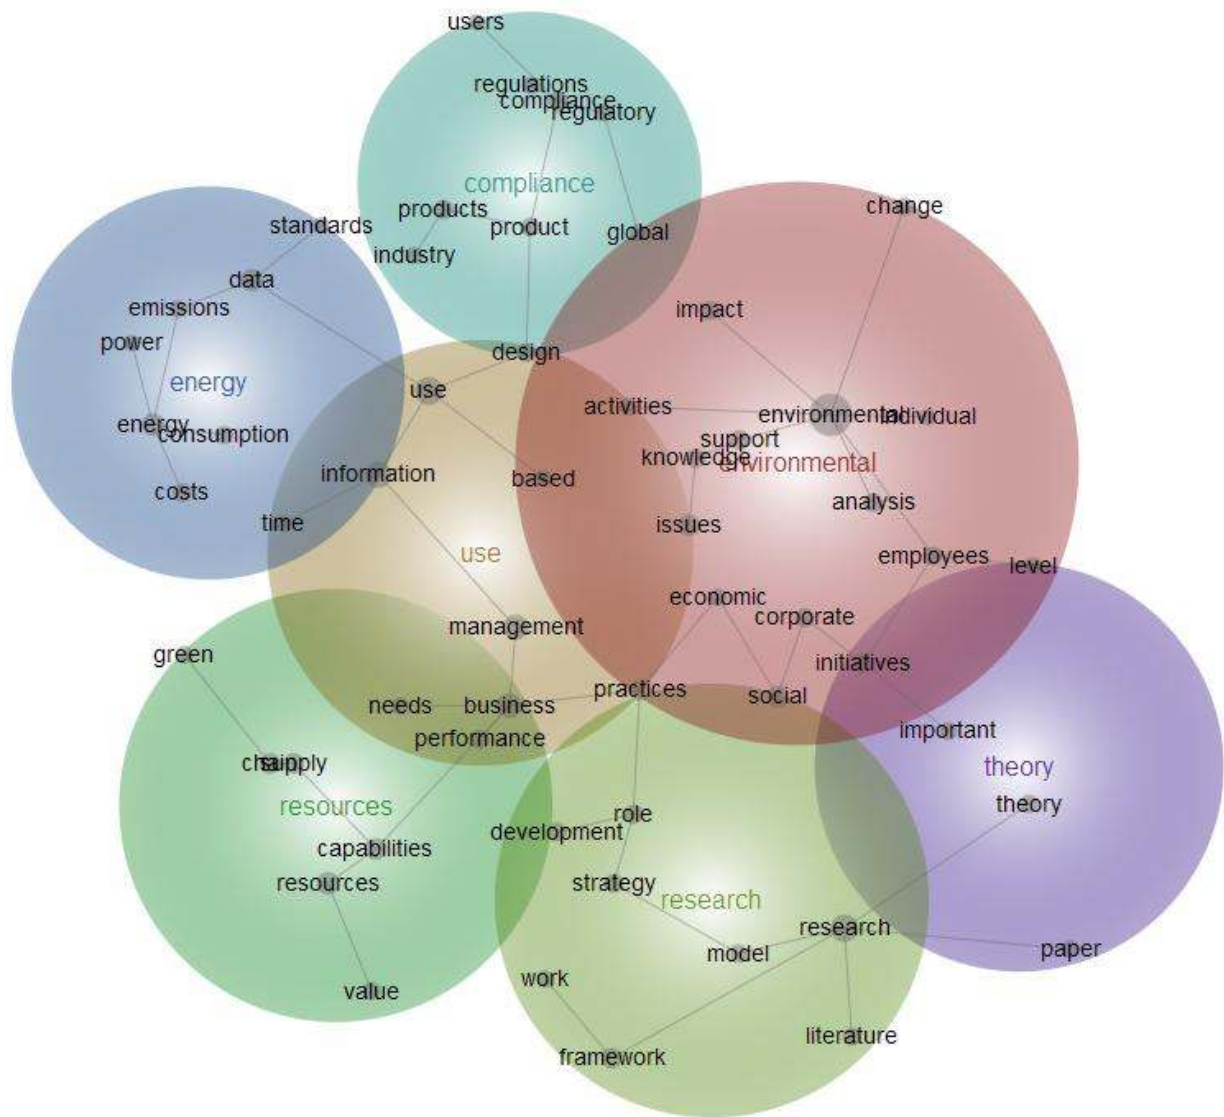 users
regulations
compliance
regulatory
compliance
products
product
global
industry
change
standards
data
emissions
power
energy
energy
consumption
costs
time
design
use
information
based
use
management
needs
business
practices
performance
impact
activities
environmental
individual
support
knowledge
environmental
analysis
issues
employees
level
economic
corporate
initiatives
social
important
theory
theory
paper
green
chain
supply
resources
capabilities
resources
value
role
development
strategy
research
research
model
work
literature
framework